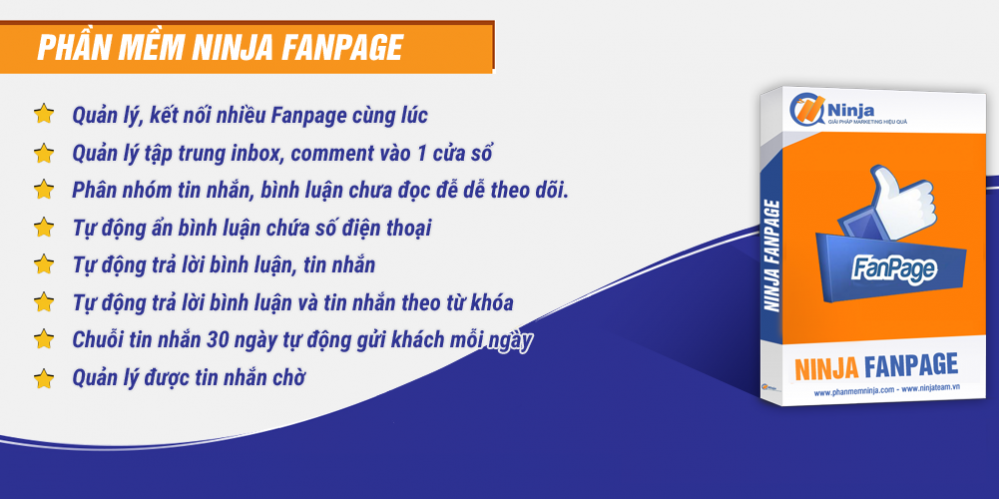 PHẦN MỀM NINJA FANPAGE
Quản lý, kết nối nhiều Fanpage cùng lúc
Quản lý tập trung inbox, comment vào 1 cửa sổ
Phân nhóm tin nhắn, bình luận chưa đọc để dễ theo dõi.
Tự động ẩn bình luận chứa số điện thoại
Tự động trả lời bình luận, tin nhắn
Tự động trả lời bình luận và tin nhắn theo từ khóa
Chuỗi tin nhắn 30 ngày tự động gửi khách mỗi ngày
Quản lý được tin nhắn chờ
Ninja
GIẢI PHÁP MARKETING HIỆU QUẢ
NINJA FANPAGE
FanPage
NINJA FANPAGE
www.phanmemninja.com - www.ninjateam.vn